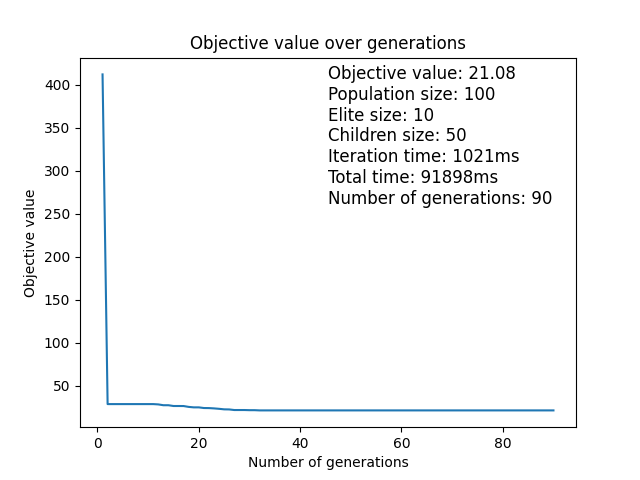 Objective value over generations
Objective value: 21.08
Population size: 100
Elite size: 10
Children size: 50
Iteration time: 1021ms
Total time: 91898ms
Number of generations: 90
Objective value
400
350
300
250
200
150
100
50
0 20 40 60 80
Number of generations